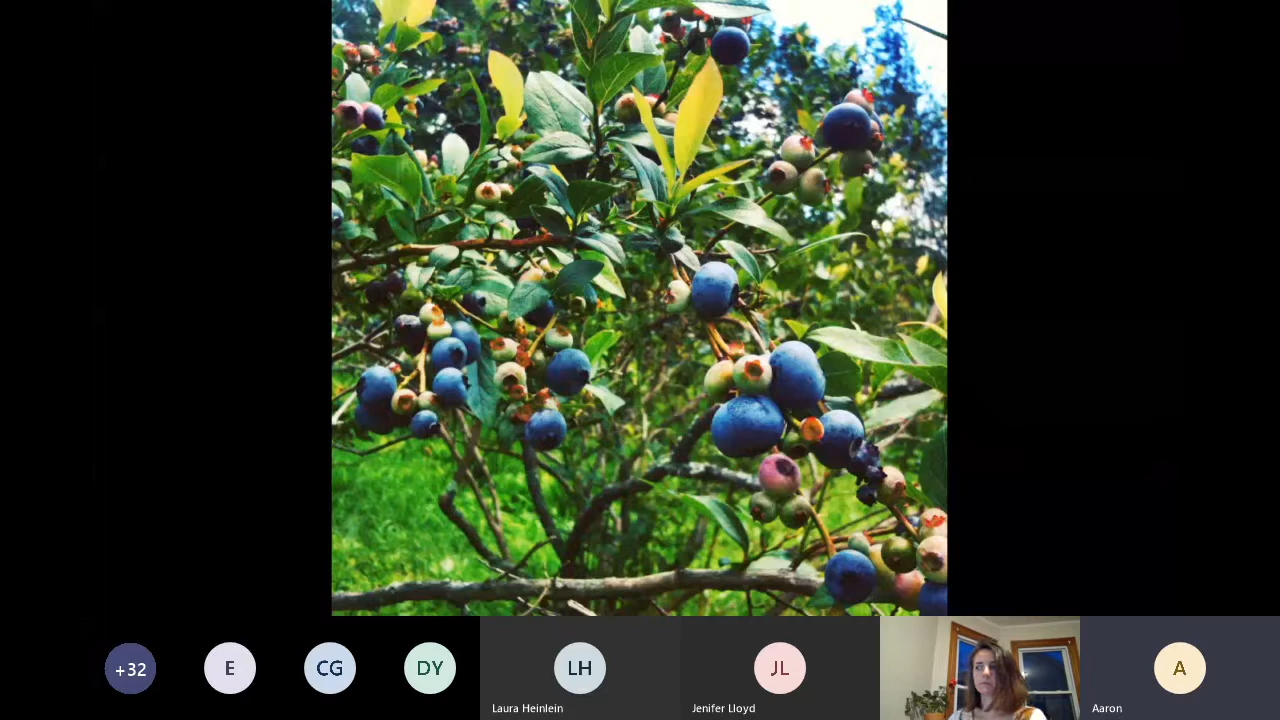 +32
E
CG
DY
LH
Laura Heinlein
JL
Jenifer Lloyd
A
Aaron